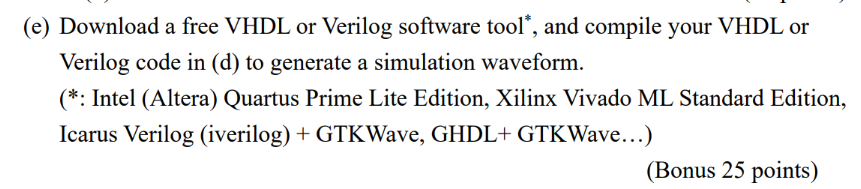 (e) Download a free VHDL or Verilog software tool*, and compile your VHDL or
Verilog code in (d) to generate a simulation waveform.
(*: Intel (Altera) Quartus Prime Lite Edition, Xilinx Vivado ML Standard Edition,
Icarus Verilog (iverilog) + GTKWave, GHDL+ GTKWave…)
(Bonus 25 points)